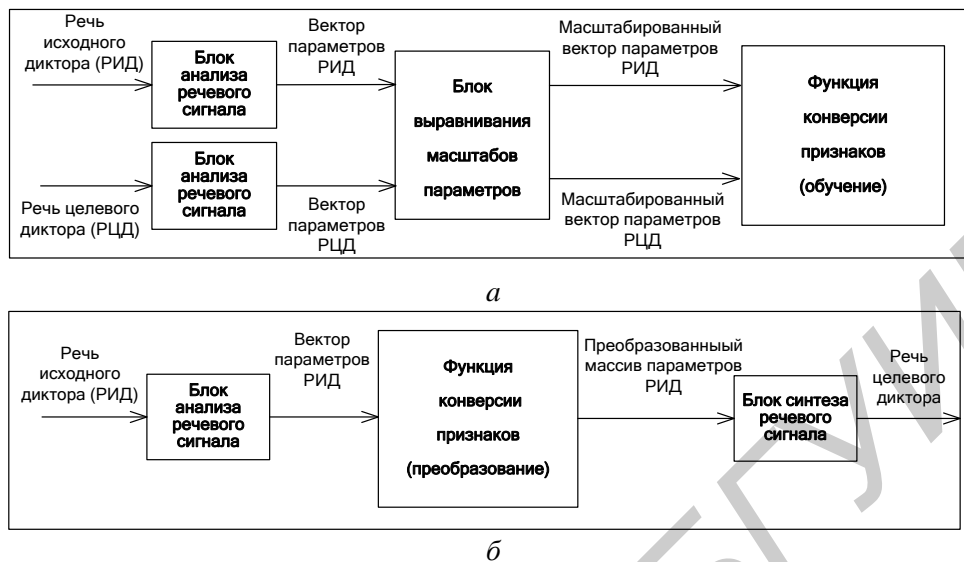 Речь
исходного
диктора (РИД)
Блок
анализа
речевого
сигнала
Вектор
параметров
РИД
Блок
выравнивания
масштабов
параметров
Масштабированный
вектор параметров
РИД
Функция
конверсии
признаков
(обучение)
Речь целевого
диктора (РЦД)
Блок
анализа
речевого
сигнала
Вектор
параметров
РЦД
Масштабированный
вектор параметров
РЦД
а
Речь
исходного
диктора (РИД)
Блок
анализа
речевого
сигнала
Вектор
параметров
РИД
Функция
конверсии
признаков
(преобразование)
Преобразованныый
массив параметров
РИД
Блок синтеза
речевого
сигнала
Речь
целевого
диктора
б
БГУИ